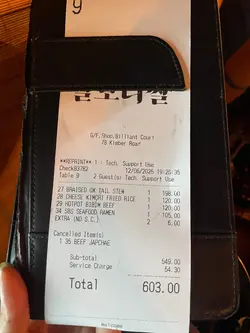 g
G/F, Shop, Brilliant Court
78 Kimber Road
**REPRINT** 1 : Tech. Support Use
Check#
12/06/2025 19:20:35
Table 9 2 Guest(s) Tech. Support Use
27 BRAISED OX TAIL STEW 1 198.00
28 CHEESE KIMCHI FRIED RICE 1 120.00
29 HOTPOT BIBIM BEEF 1 120.00
34 SBS SEAFOOD RAMEN 1 105.00
EXTRA (NO S.C.) 2 6.00
Cancelled Item(s)
1 35 BEEF JAPCHAE
Sub-total 549.00
Service Charge 54.30
Total 603.00